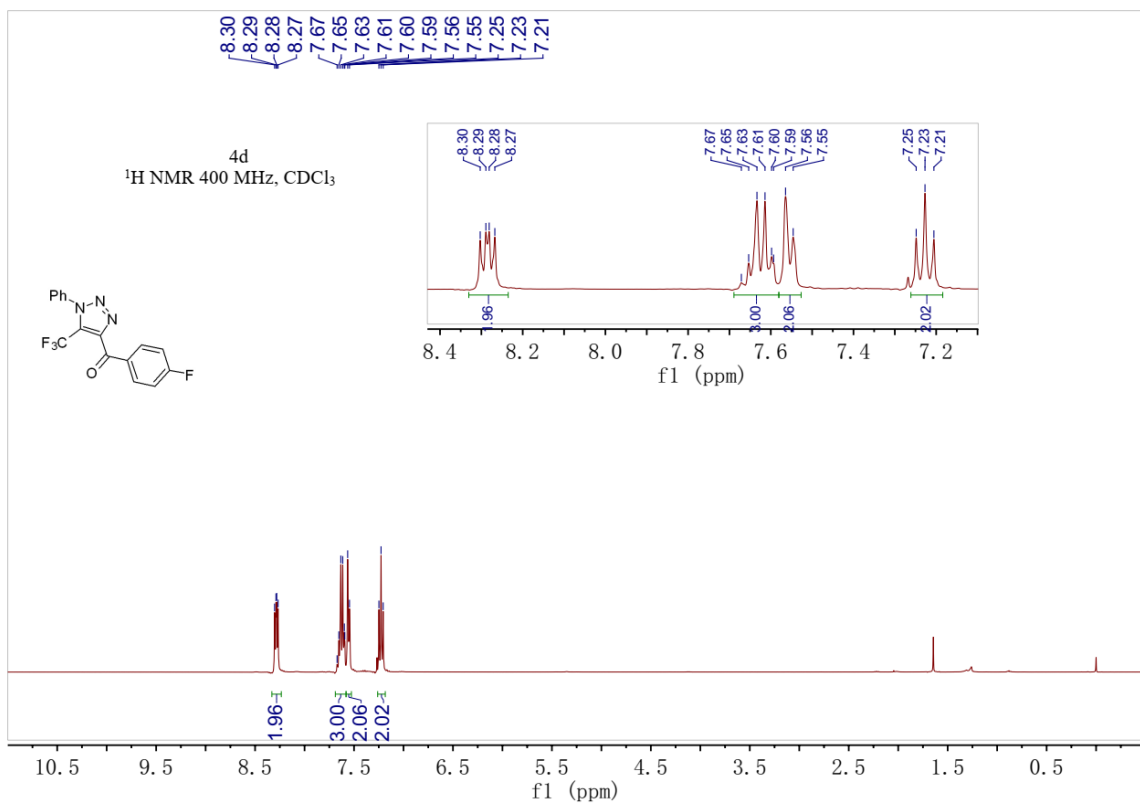 8.30 8.29 8.28 8.27 7.67 7.65 7.63 7.61 7.60 7.59 7.56 7.55 7.25 7.23 7.21
4d
¹H NMR 400 MHz, CDCl₃
8.30 8.29 8.28 8.27 7.67 7.65 7.63 7.61 7.60 7.59 7.56 7.55 7.25 7.23 7.21
1.96 3.00 2.06 2.02
8.4 8.2 8.0 7.8 7.6 7.4 7.2
f1 (ppm)
Ph N N
N
F₃C
O F
1.96 3.00 2.06 2.02
10.5 9.5 8.5 7.5 6.5 5.5 4.5 3.5 2.5 1.5 0.5
f1 (ppm)